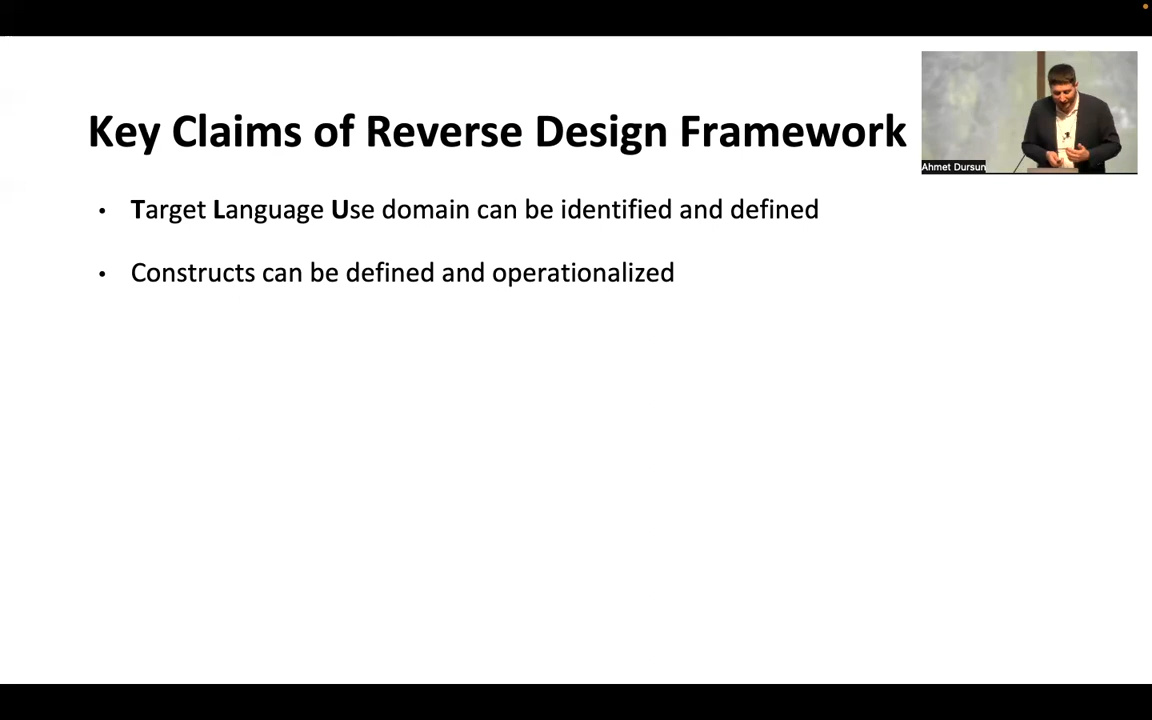 Key Claims of Reverse Design Framework
Ahmet Dursun
• Target Language Use domain can be identified and defined
• Constructs can be defined and operationalized